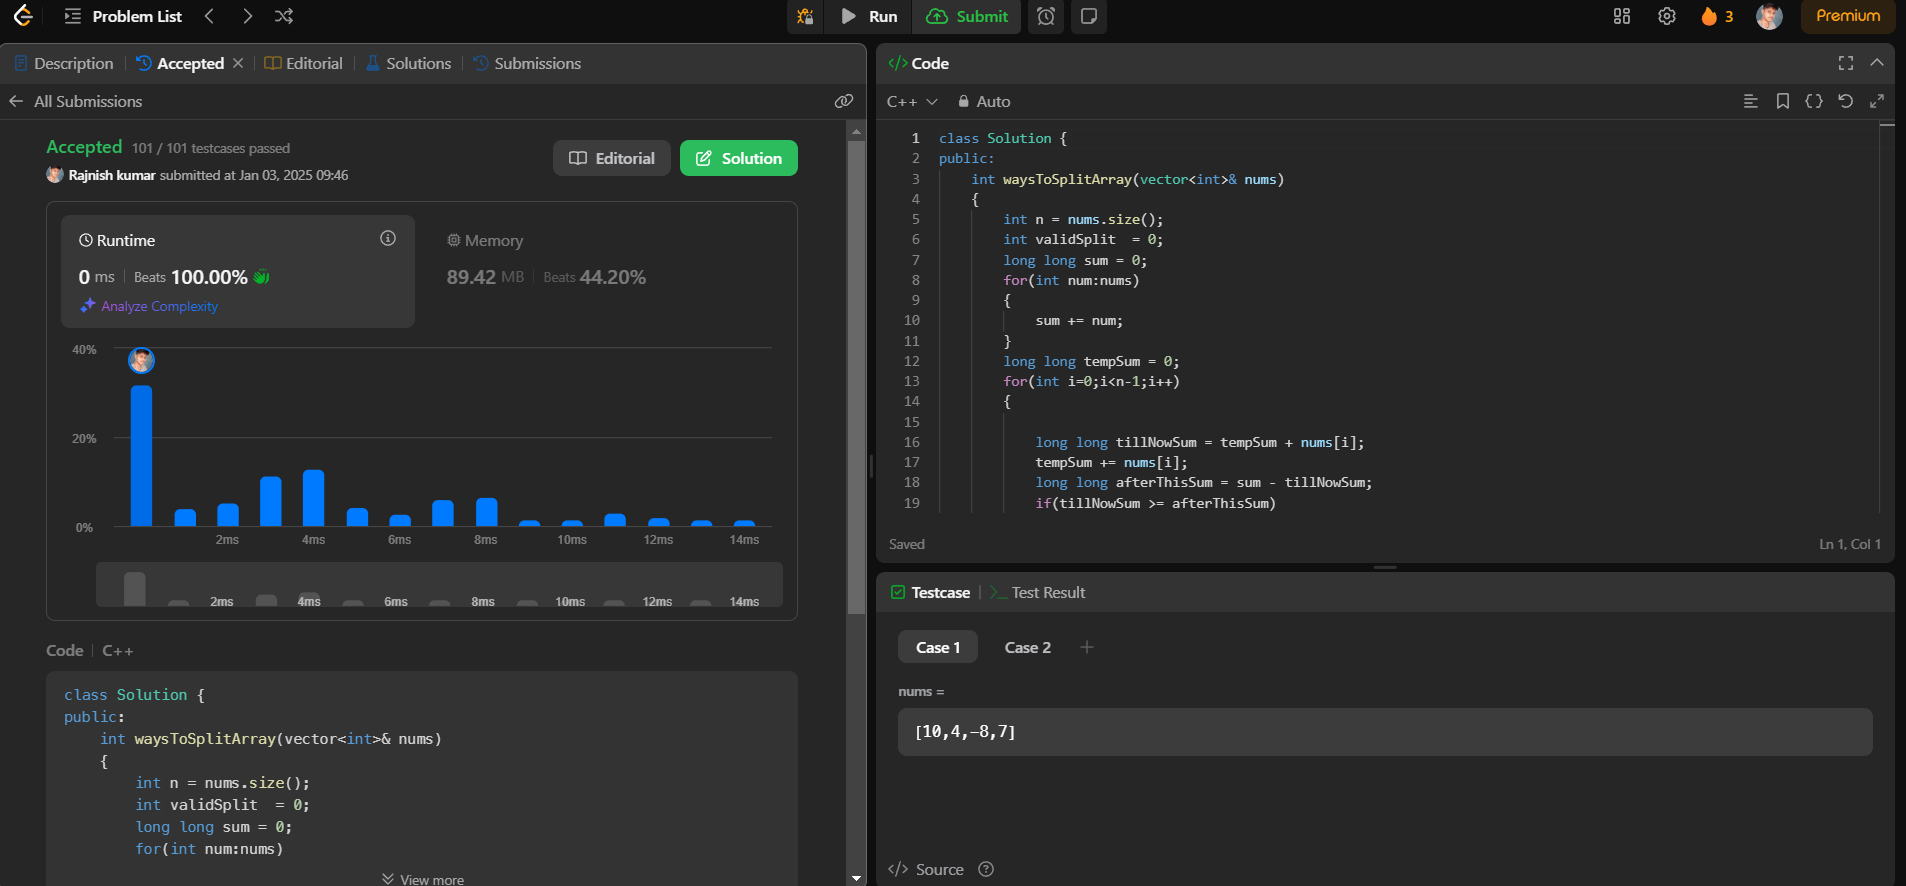 Problem List
Run
Submit
3
Premium
Description
Accepted
Editorial
Solutions
Submissions
All Submissions
Accepted 101 / 101 testcases passed
Rajnish kumar submitted at Jan 03, 2025 09:46
Editorial
Solution
Runtime
0 ms Beats 100.00%
Analyze Complexity
Memory
89.42 MB Beats 44.20%
40%
20%
0%
2ms 4ms 6ms 8ms 10ms 12ms 14ms
2ms 4ms 6ms 8ms 10ms 12ms 14ms
Code C++
class Solution {
public:
    int waysToSplitArray(vector<int>& nums)
    {
        int n = nums.size();
        int validSplit  = 0;
        long long sum = 0;
        for(int num:nums)
View more
</> Code
C++ Auto
1 class Solution {
2 public:
3     int waysToSplitArray(vector<int>& nums)
4     {
5         int n = nums.size();
6         int validSplit  = 0;
7         long long sum = 0;
8         for(int num:nums)
9         {
10             sum += num;
11         }
12         long long tempSum = 0;
13         for(int i=0;i<n-1;i++)
14         {
15
16             long long tillNowSum = tempSum + nums[i];
17             tempSum += nums[i];
18             long long afterThisSum = sum - tillNowSum;
19             if(tillNowSum >= afterThisSum)
Saved
Ln 1, Col 1
Testcase
Test Result
Case 1
Case 2
+
nums =
[10,4,-8,7]
</> Source